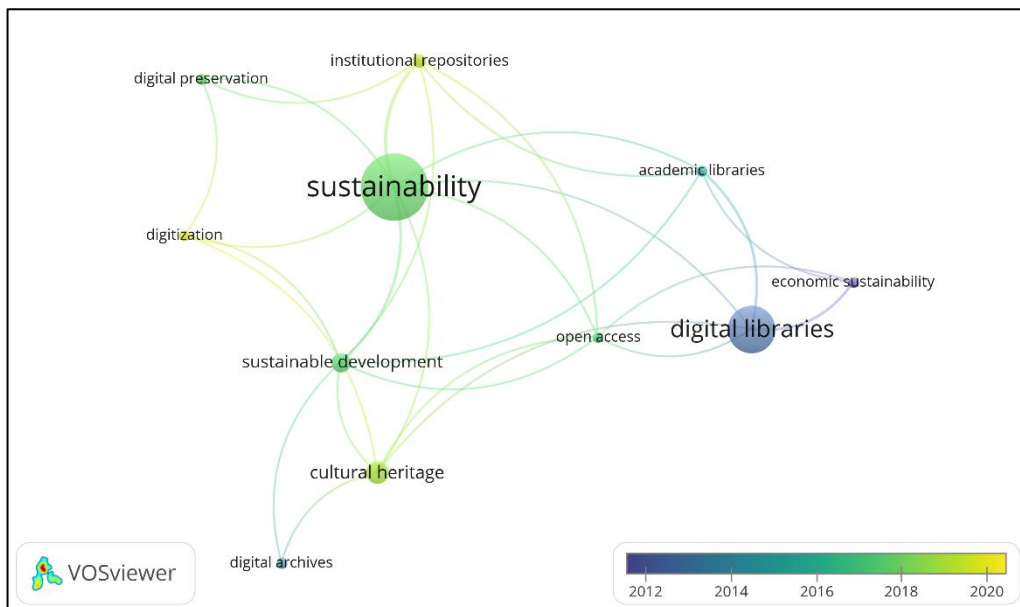 institutional repositories
digital preservation
academic libraries
sustainability
digitization
economic sustainability
digital libraries
open access
sustainable development
cultural heritage
digital archives
VOSviewer
2012 2014 2016 2018 2020